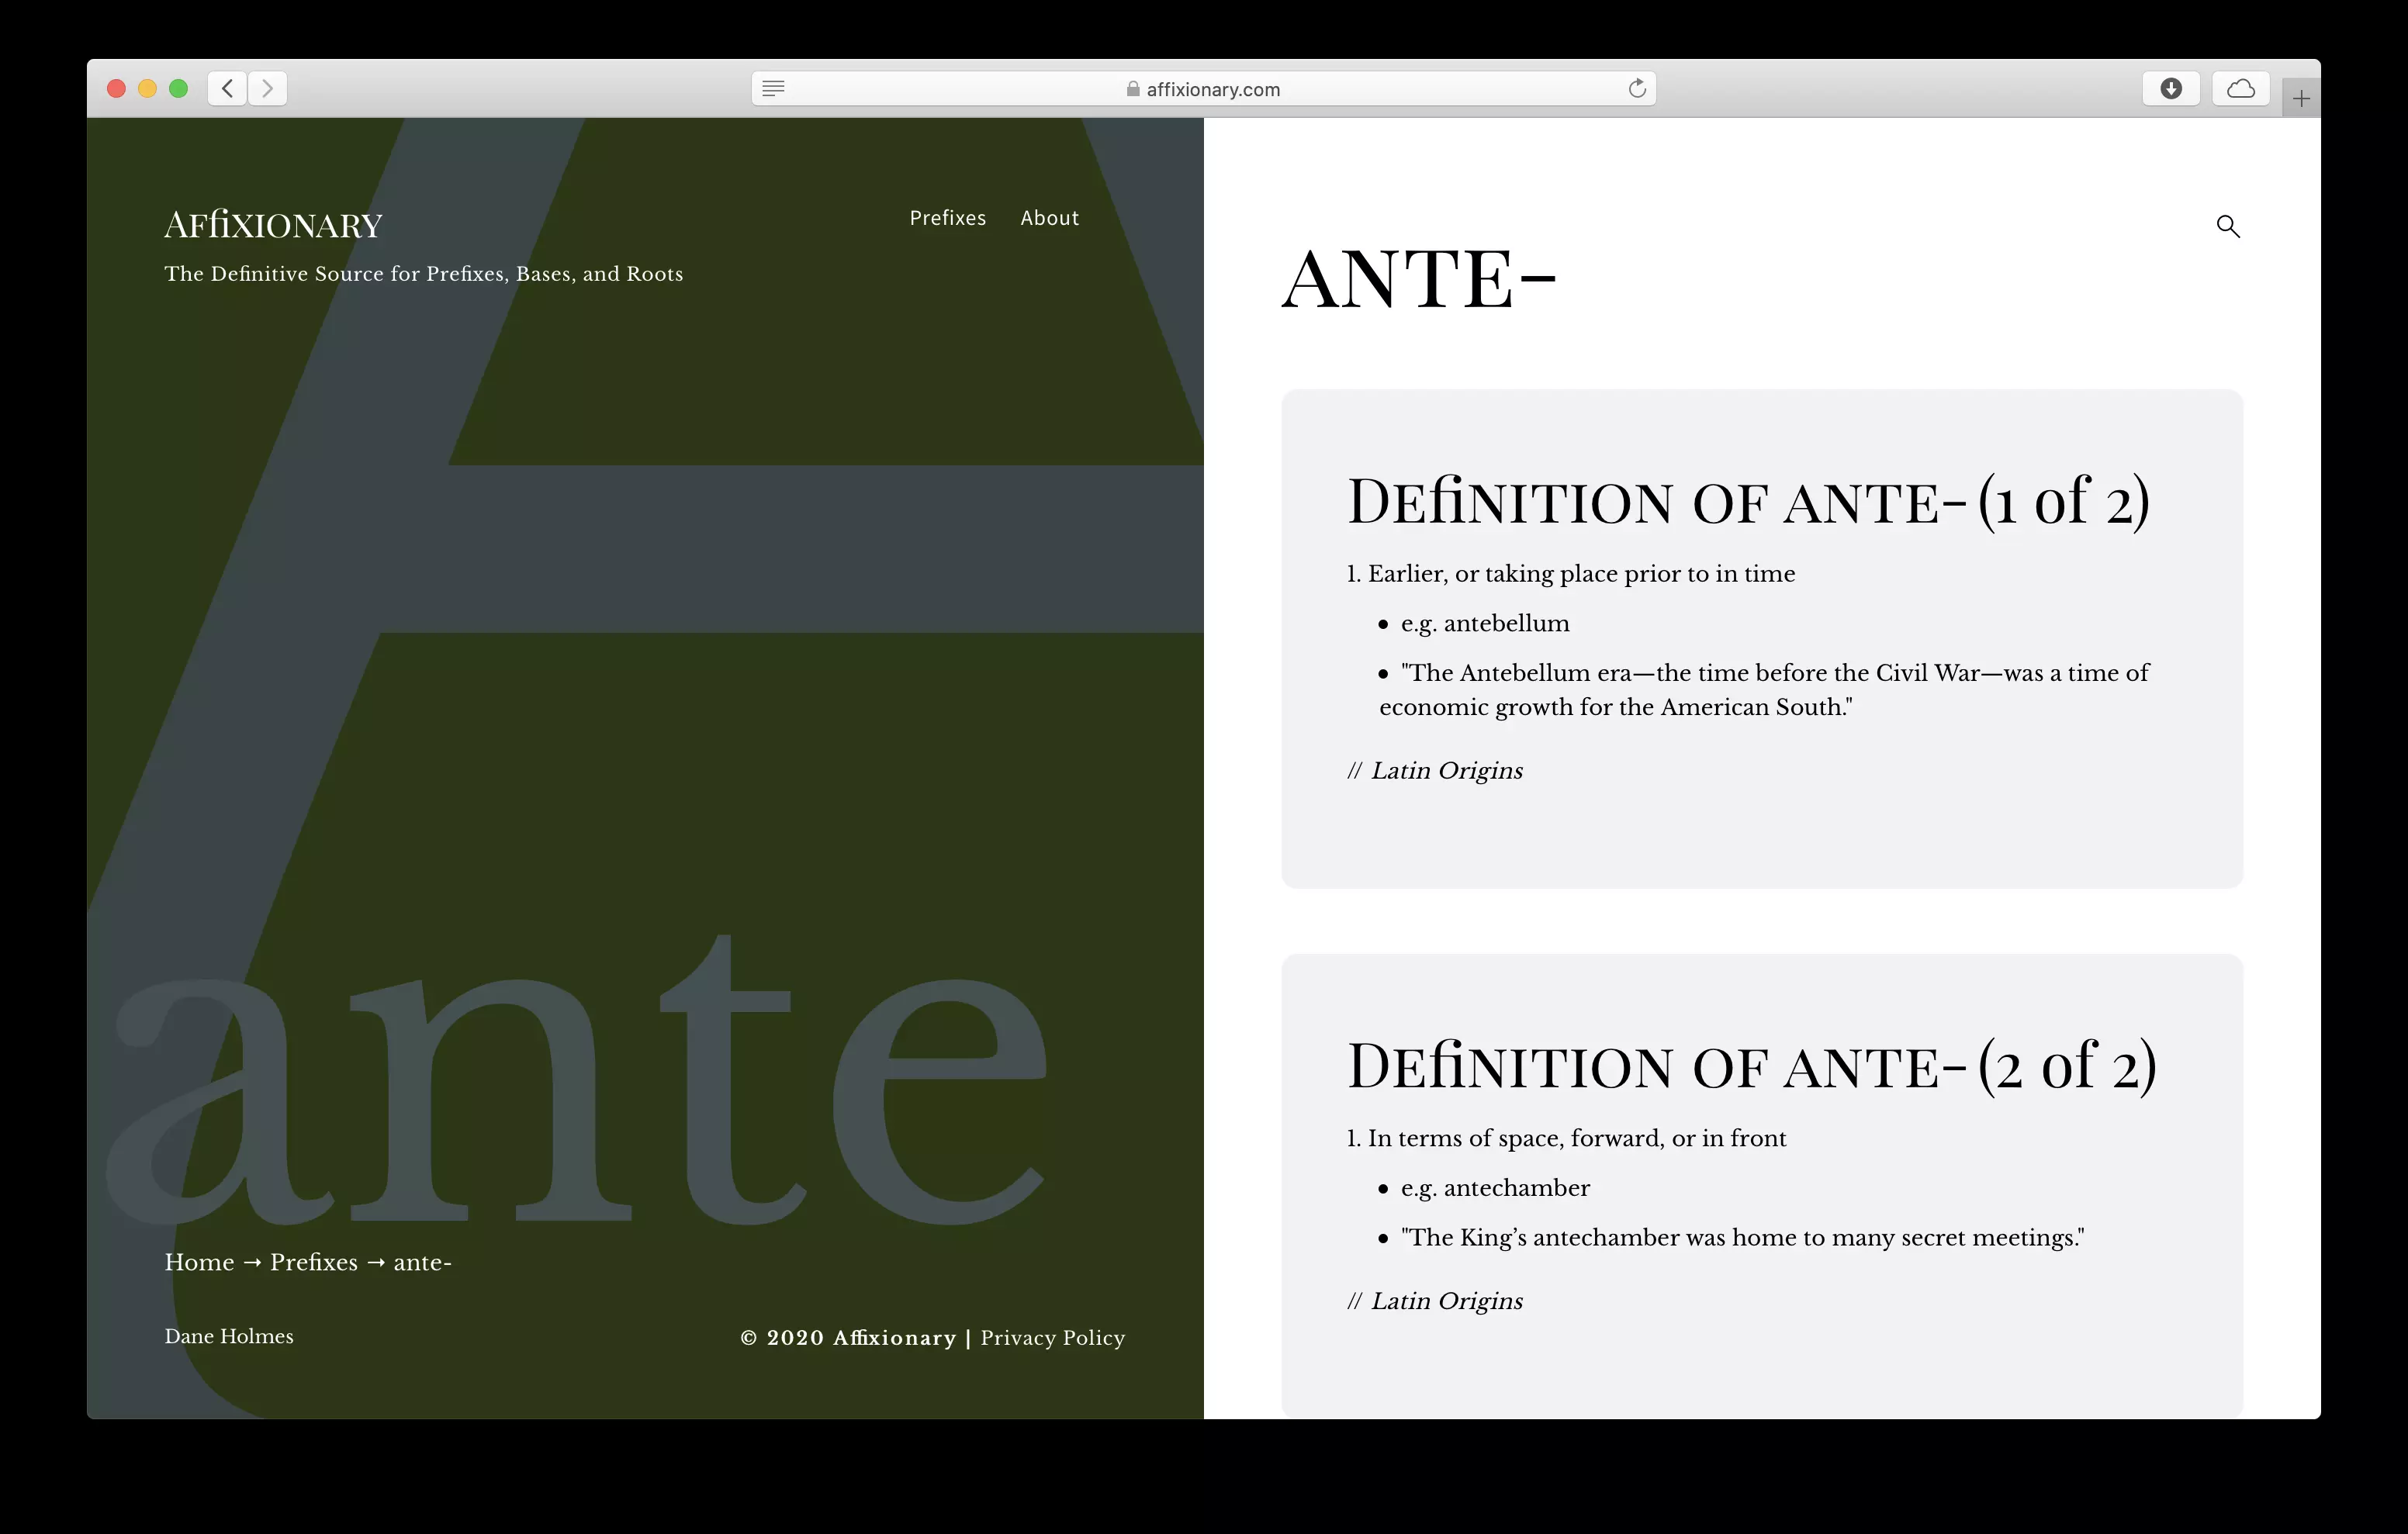 affixionary.com
Affixionary
The Definitive Source for Prefixes, Bases, and Roots
Prefixes About
ante
Home → Prefixes → ante-
Dane Holmes
© 2020 Affixionary | Privacy Policy
ante-
Definition of ante- (1 of 2)
1. Earlier, or taking place prior to in time
• e.g. antebellum
• "The Antebellum era—the time before the Civil War—was a time of
economic growth for the American South."
// Latin Origins
Definition of ante- (2 of 2)
1. In terms of space, forward, or in front
• e.g. antechamber
• "The King’s antechamber was home to many secret meetings."
// Latin Origins